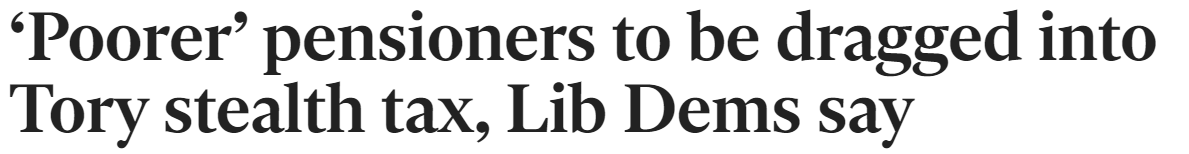 ‘Poorer’ pensioners to be dragged into
Tory stealth tax, Lib Dems say